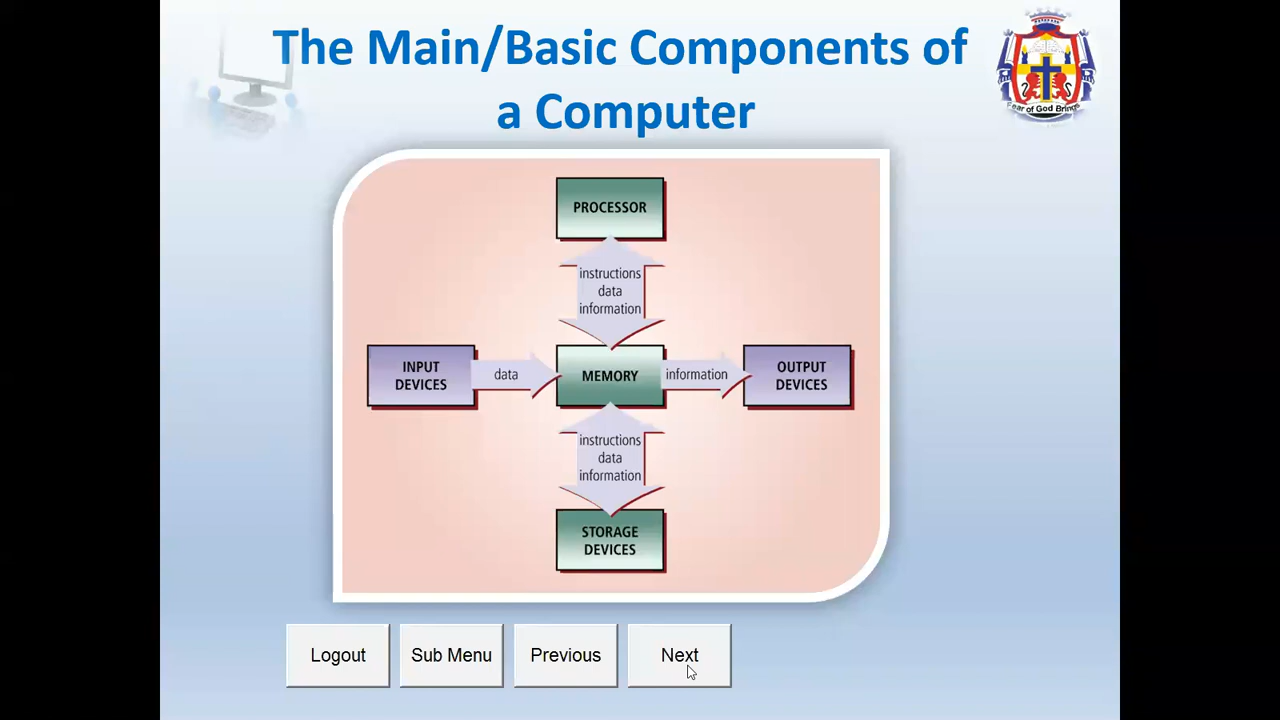 The Main/Basic Components of
a Computer
Fear of God Brings
PROCESSOR
instructions
data
information
INPUT
DEVICES
data
MEMORY
information
OUTPUT
DEVICES
instructions
data
information
STORAGE
DEVICES
Logout
Sub Menu
Previous
Next